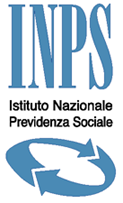 INPS
Istituto Nazionale
Previdenza Sociale